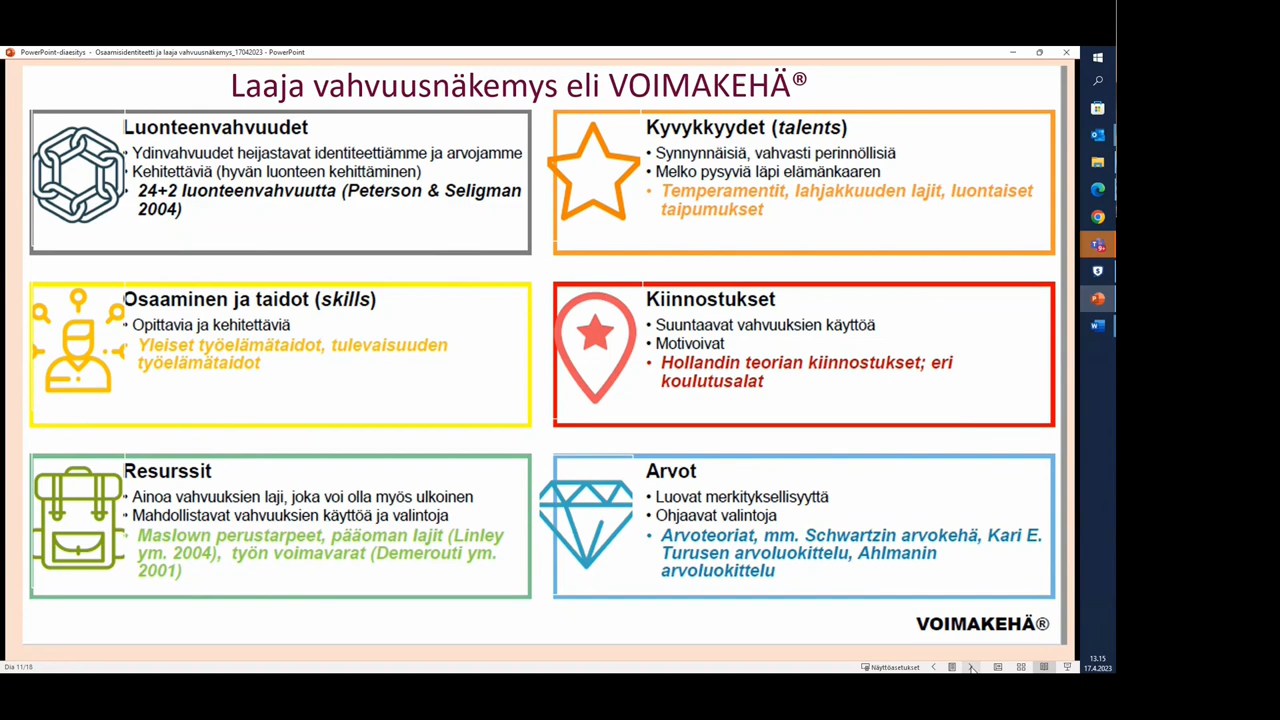 PowerPoint-diaesitys - Osaamisidentiteetti ja laaja vahvuusnäkemys_17042023 - PowerPoint
Laaja vahvuusnäkemys eli VOIMAKEHÄ®
Luonteenvahvuudet
• Ydinvahvuudet heijastavat identiteettiämme ja arvojamme
• Kehitettäviä (hyvän luonteen kehittäminen)
• 24+2 luonteenvahvuutta (Peterson & Seligman
2004)
Kyvykkyydet (talents)
• Synnynnäisiä, vahvasti perinnöllisiä
• Melko pysyviä läpi elämänkaaren
• Temperamentit, lahjakkuuden lajit, luontaiset
taipumukset
Osaaminen ja taidot (skills)
• Opittavia ja kehitettäviä
• Yleiset työelämätaidot, tulevaisuuden
työelämätaidot
Kiinnostukset
• Suuntaavat vahvuuksien käyttöä
• Motivoivat
• Hollandin teorian kiinnostukset; eri
koulutusalat
Resurssit
• Ainoa vahvuuksien laji, joka voi olla myös ulkoinen
• Mahdollistavat vahvuuksien käyttöä ja valintoja
• Maslown perustarpeet, pääoman lajit (Linley
ym. 2004), työn voimavarat (Demerouti ym.
2001)
Arvot
• Luovat merkityksellisyyttä
• Ohjaavat valintoja
• Arvoteoriat, mm. Schwartzin arvokehä, Kari E.
Turusen arvoluokittelu, Ahlmanin
arvoluokittelu
VOIMAKEHÄ®
Dia 11/18
Näyttöasetukset
13.15
17.4.2023